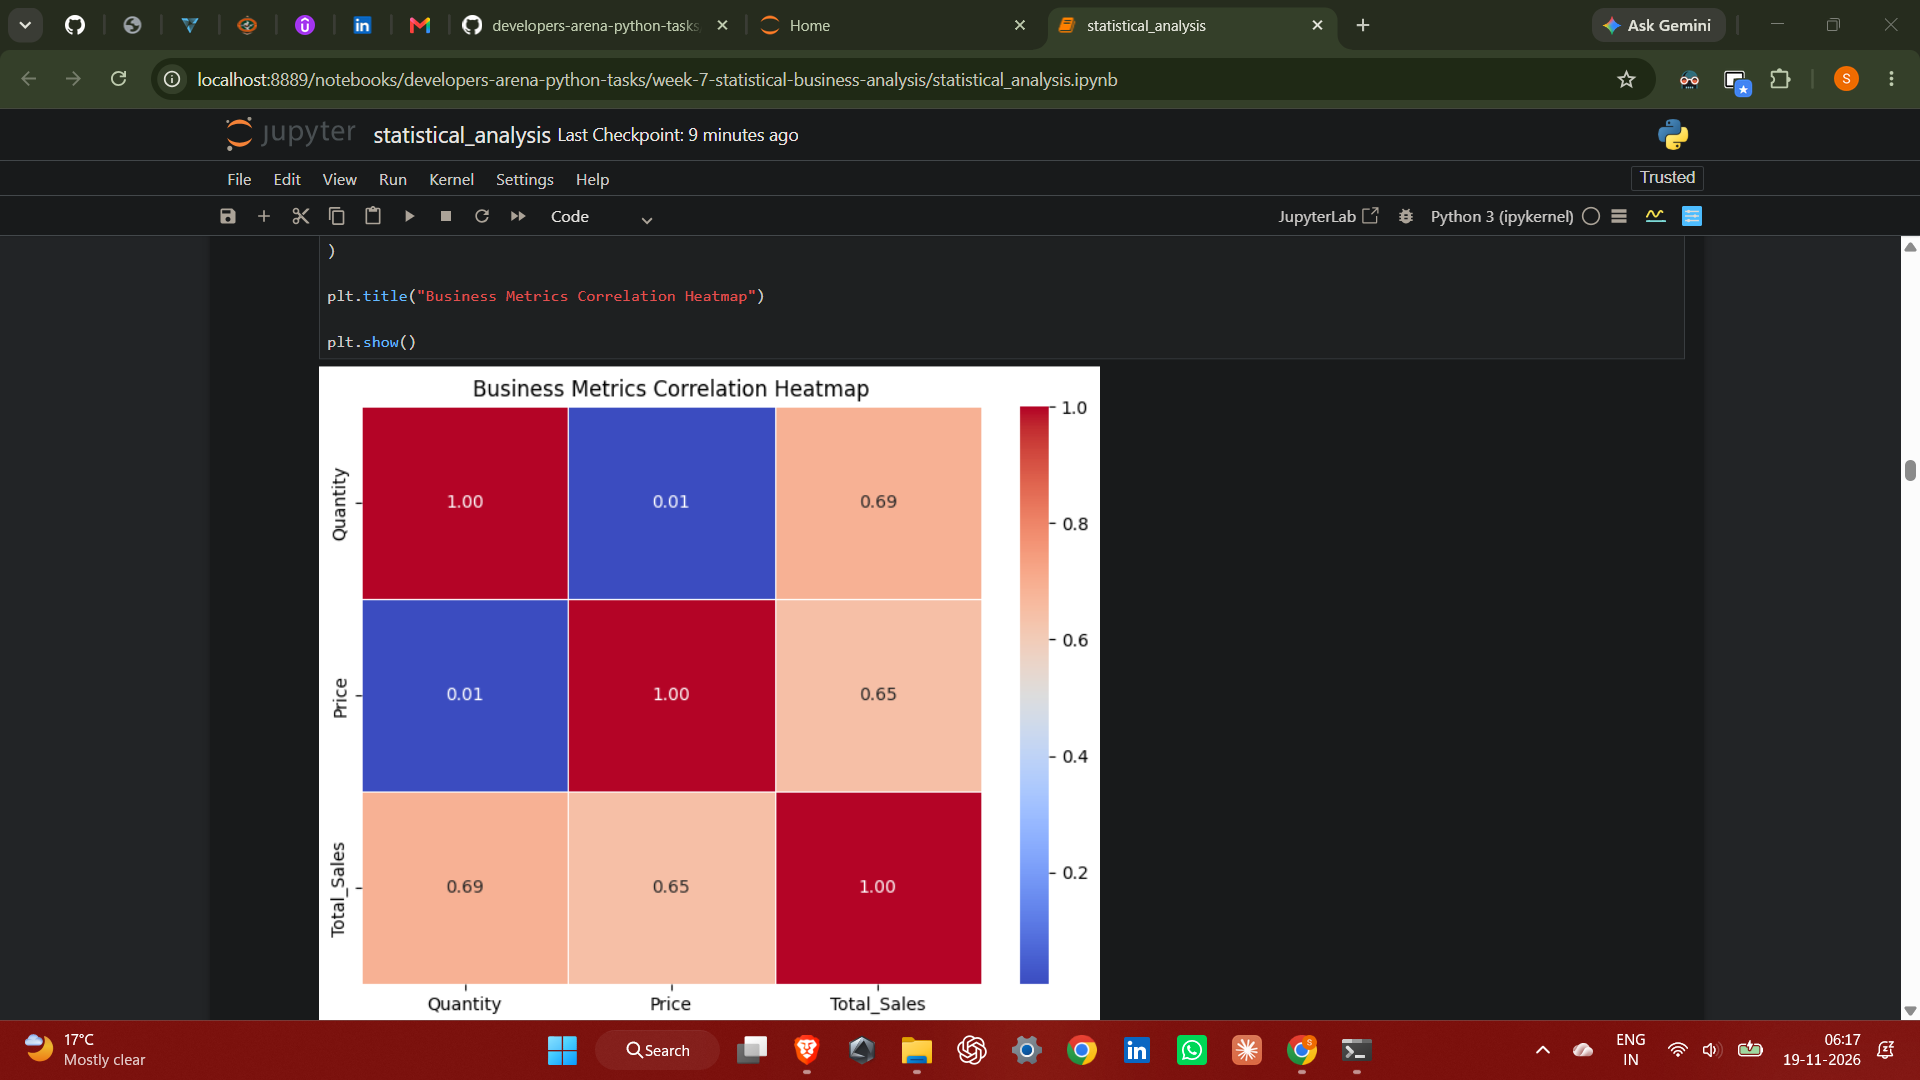 developers-arena-python-tasks
Home
statistical_analysis
Ask Gemini
localhost:8889/notebooks/developers-arena-python-tasks/week-7-statistical-business-analysis/statistical_analysis.ipynb
S
jupyter
statistical_analysis Last Checkpoint: 9 minutes ago
File Edit View Run Kernel Settings Help
Trusted
Code
JupyterLab
Python 3 (ipykernel)
)
plt.title("Business Metrics Correlation Heatmap")
plt.show()
Business Metrics Correlation Heatmap
Quantity
1.00 0.01 0.69
Price
0.01 1.00 0.65
Total_Sales
0.69 0.65 1.00
Quantity Price Total_Sales
1.0
0.8
0.6
0.4
0.2
17°C
Mostly clear
Search
ENG
IN
06:17
19-11-2026